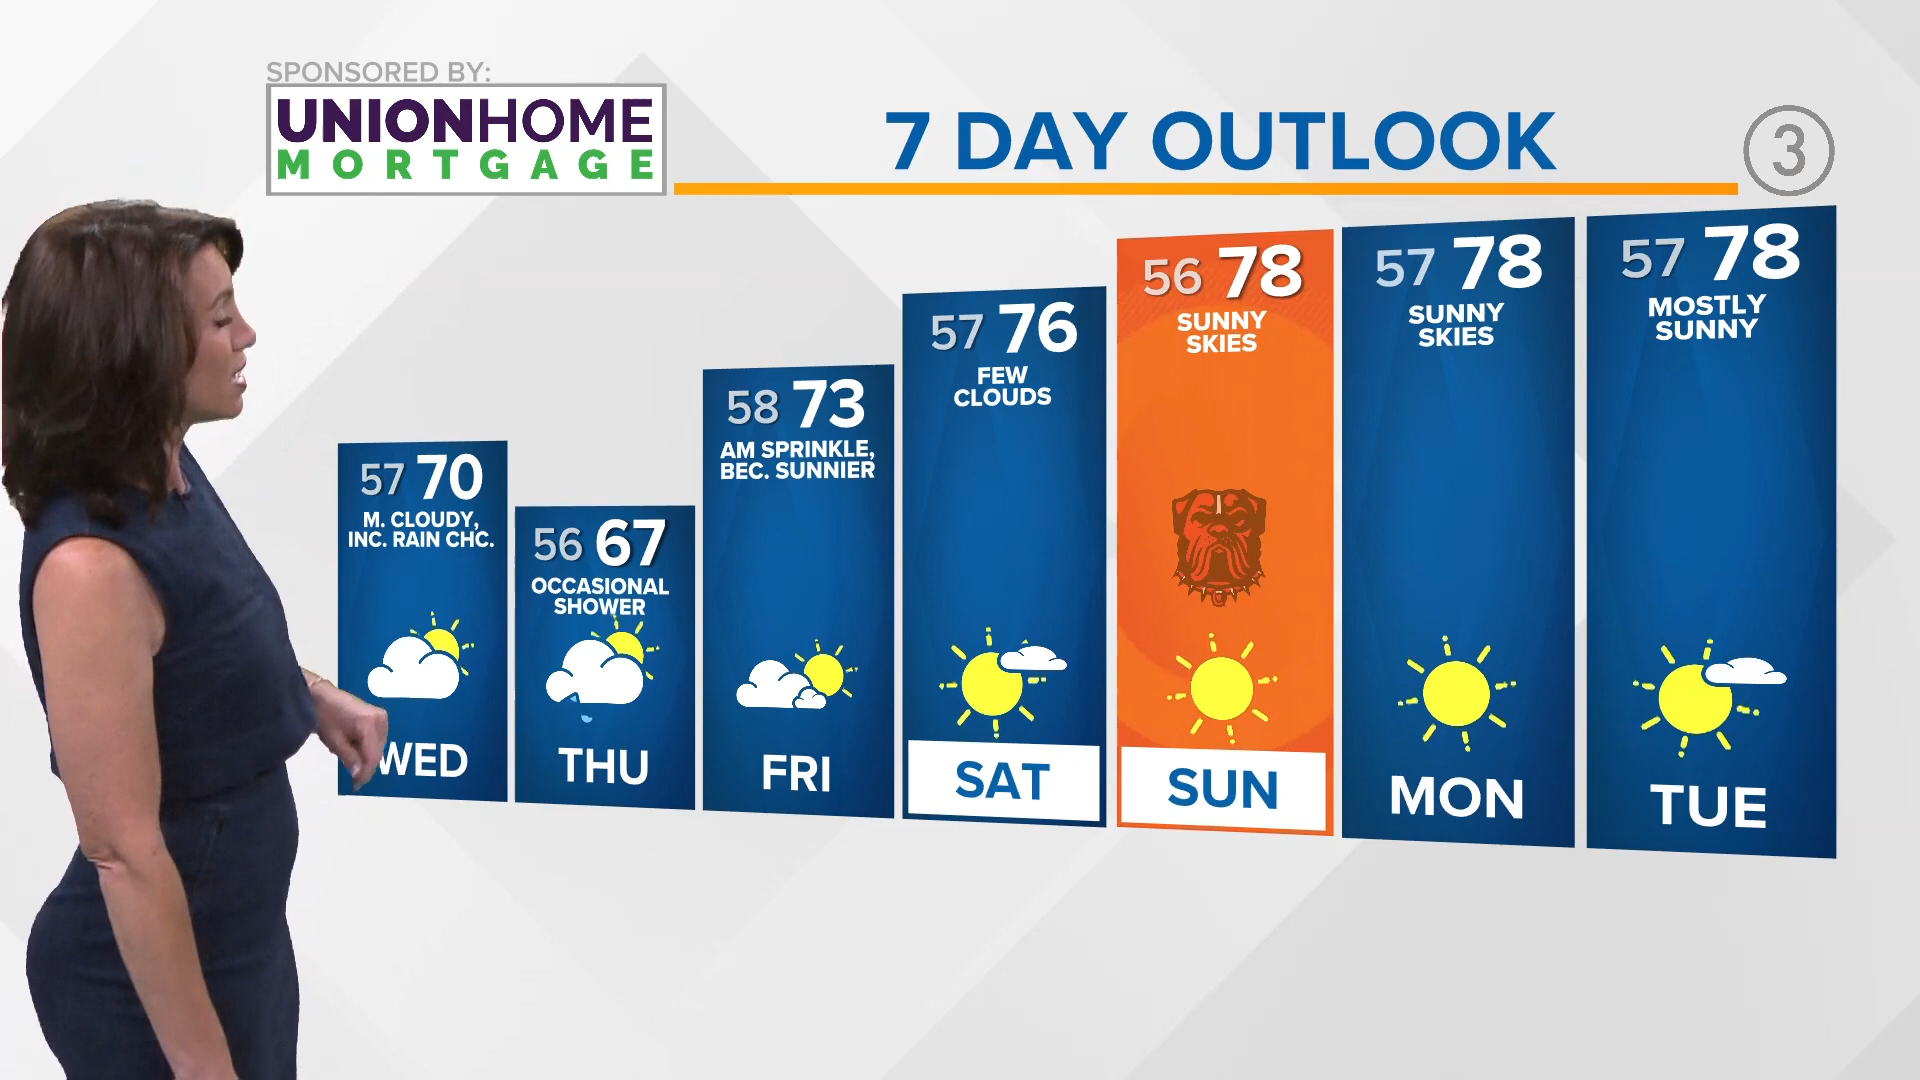 SPONSORED BY:
UNIONHOME
MORTGAGE
7 DAY OUTLOOK
3
57 70
M. CLOUDY,
INC. RAIN CHC.
WED
56 67
OCCASIONAL
SHOWER
THU
58 73
AM SPRINKLE,
BEC. SUNNIER
FRI
57 76
FEW
CLOUDS
SAT
56 78
SUNNY
SKIES
SUN
57 78
SUNNY
SKIES
MON
57 78
MOSTLY
SUNNY
TUE